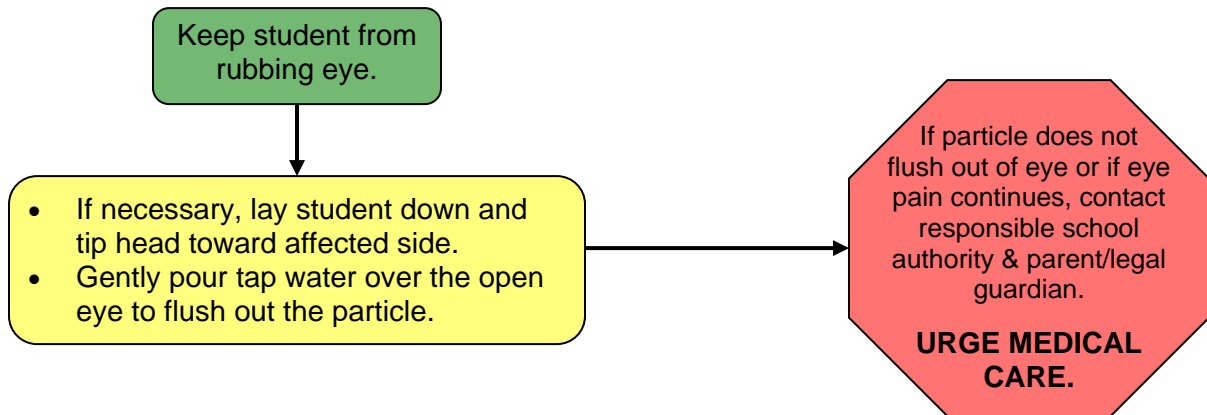 Keep student from
rubbing eye.
• If necessary, lay student down and
tip head toward affected side.
• Gently pour tap water over the open
eye to flush out the particle.
If particle does not
flush out of eye or if eye
pain continues, contact
responsible school
authority & parent/legal
guardian.
URGE MEDICAL
CARE.